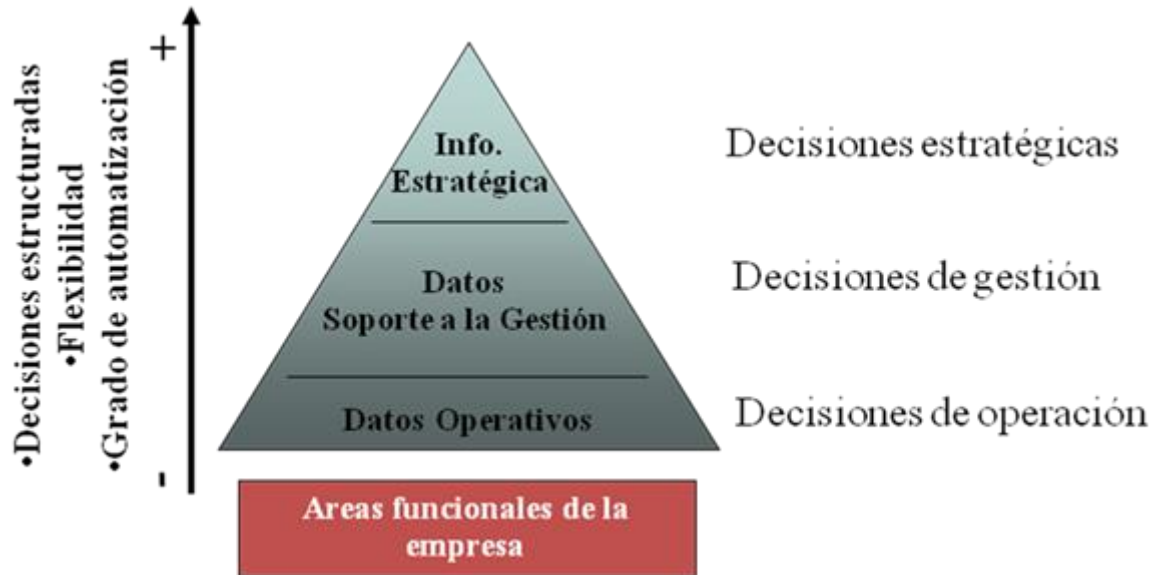 •Decisiones estructuradas
•Flexibilidad
•Grado de automatización
+
-
Info.
Estratégica
Decisiones estratégicas
Datos
Soporte a la Gestión
Decisiones de gestión
Datos Operativos
Decisiones de operación
Areas funcionales de la
empresa